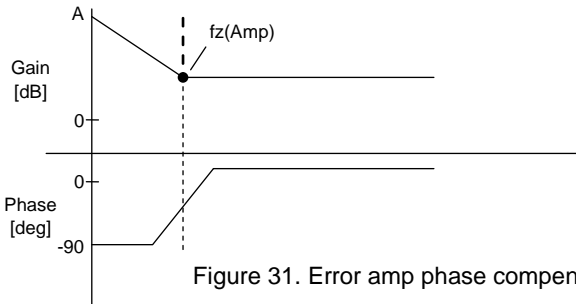 A
fz(Amp)
Gain
[dB]
0
0
Phase
[deg]
-90
Figure 31. Error amp phase compen